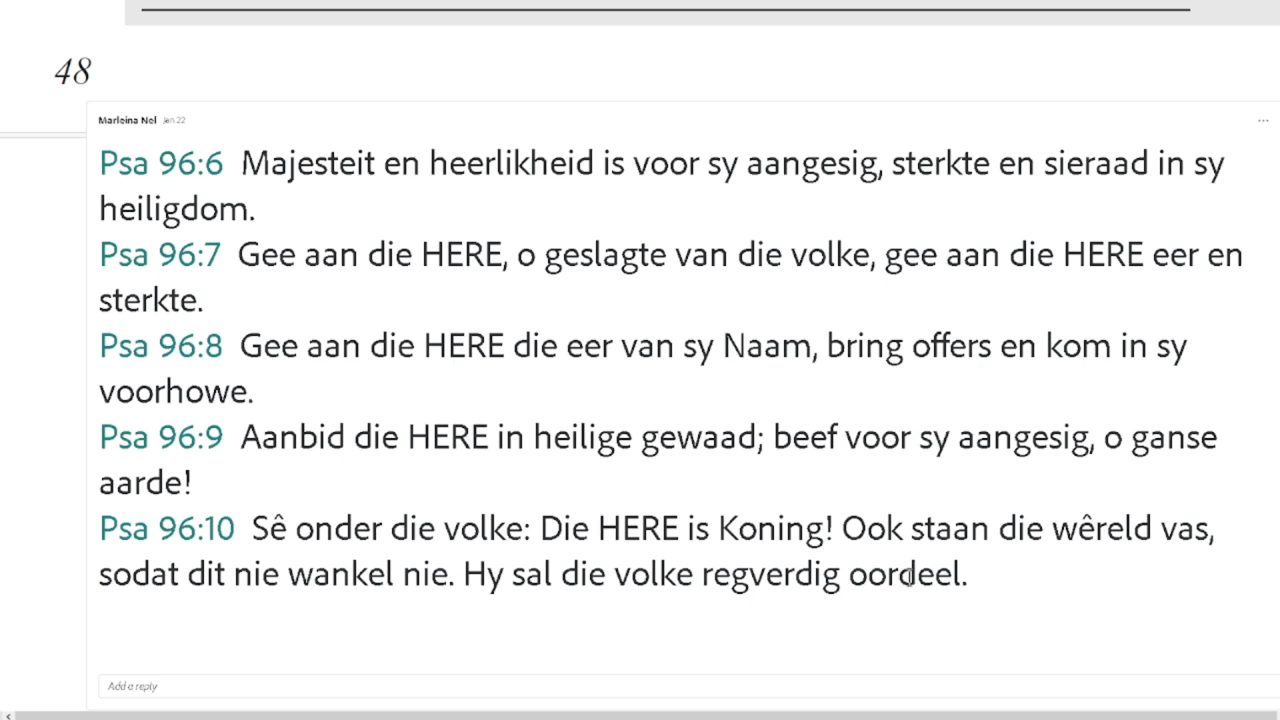 48
Marleina Nel Jan 22
...
Psa 96:6 Majesteit en heerlikheid is voor sy aangesig, sterkte en sieraad in sy
heiligdom.
Psa 96:7 Gee aan die HERE, o geslagte van die volke, gee aan die HERE eer en
sterkte.
Psa 96:8 Gee aan die HERE die eer van sy Naam, bring offers en kom in sy
voorhowe.
Psa 96:9 Aanbid die HERE in heilige gewaad; beef voor sy aangesig, o ganse
aarde!
Psa 96:10 Sê onder die volke: Die HERE is Koning! Ook staan die wêreld vas,
sodat dit nie wankel nie. Hy sal die volke regverdig oordeel.
Add a reply